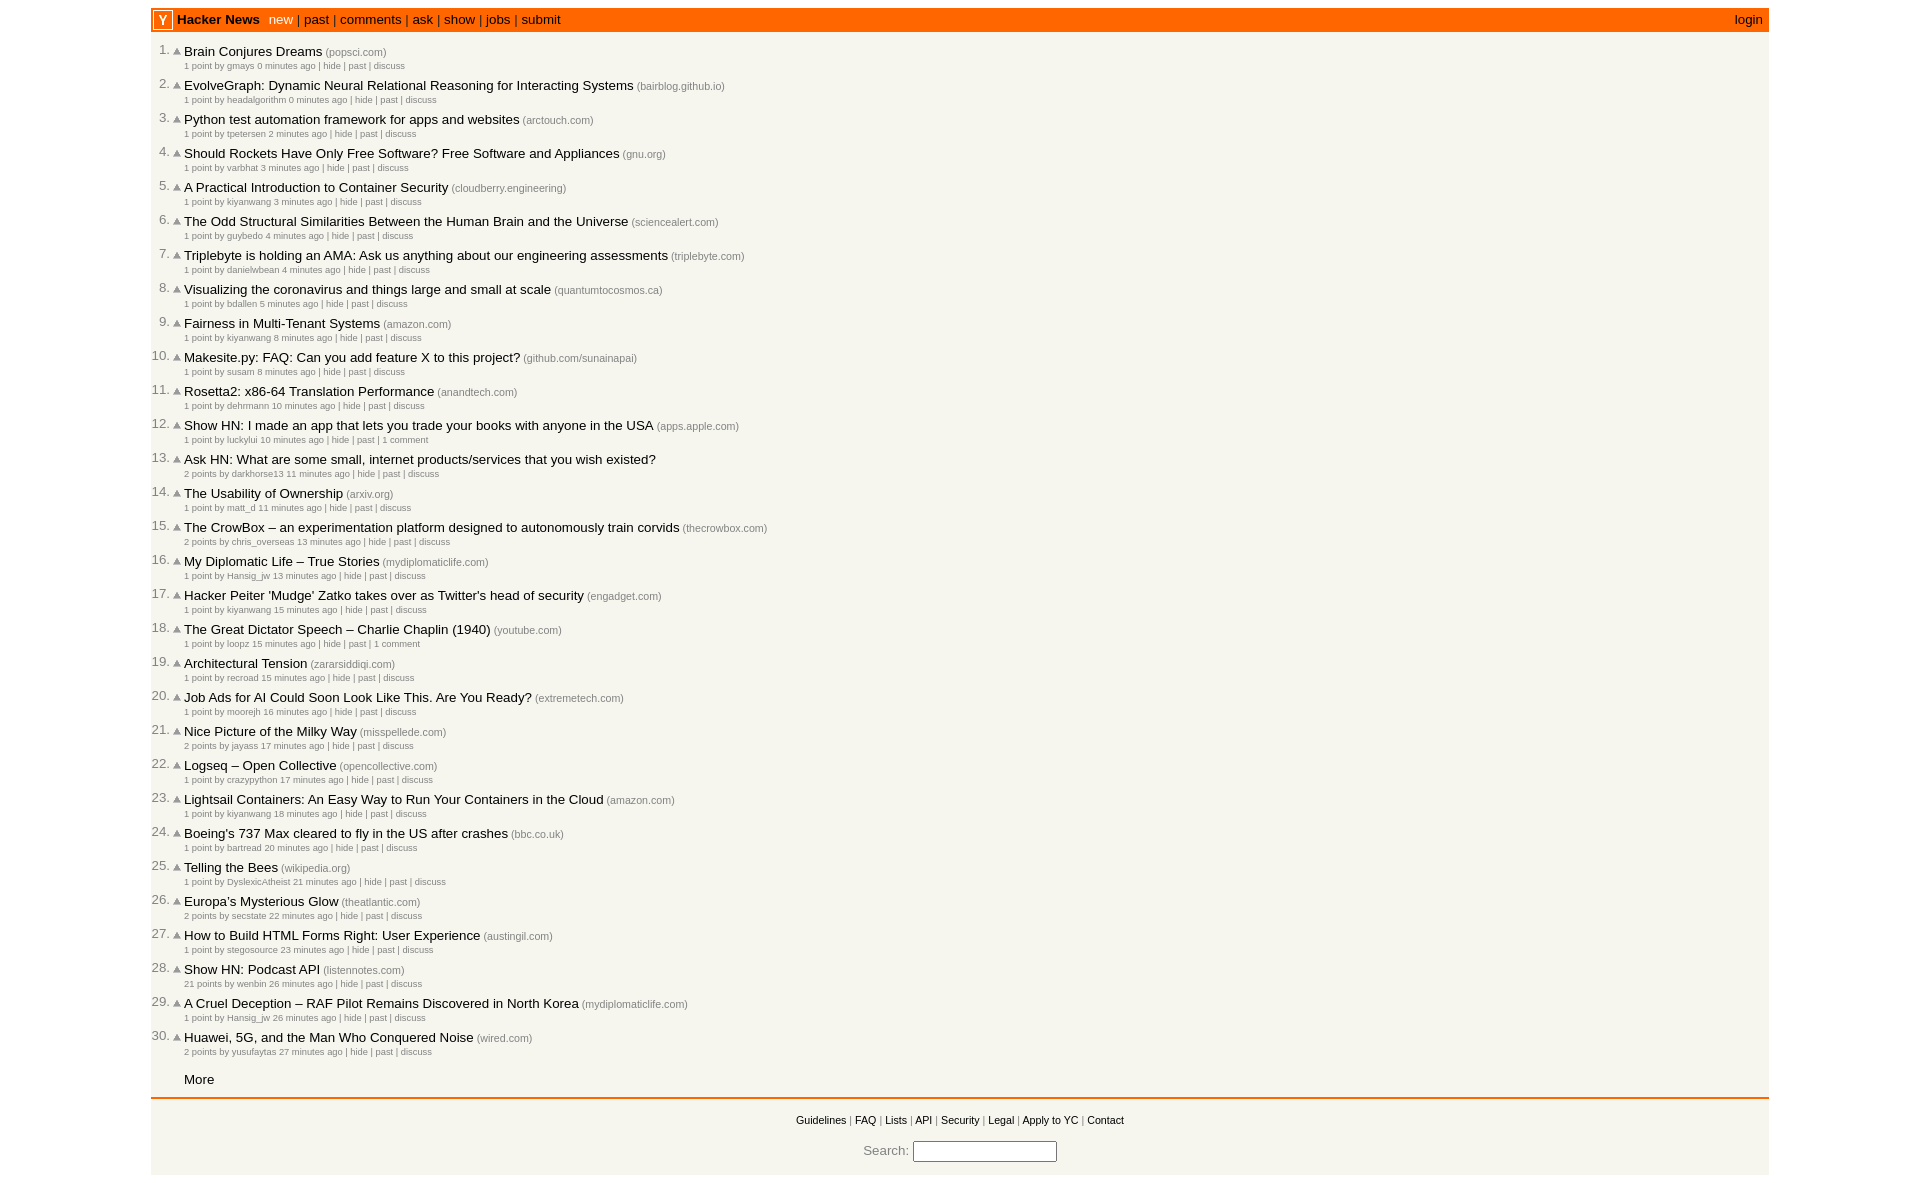 Y Hacker News new | past | comments | ask | show | jobs | submit login
1. Brain Conjures Dreams (popsci.com)
1 point by gmays 0 minutes ago | hide | past | discuss
2. EvolveGraph: Dynamic Neural Relational Reasoning for Interacting Systems (bairblog.github.io)
1 point by headalgorithm 0 minutes ago | hide | past | discuss
3. Python test automation framework for apps and websites (arctouch.com)
1 point by tpetersen 2 minutes ago | hide | past | discuss
4. Should Rockets Have Only Free Software? Free Software and Appliances (gnu.org)
1 point by varbhat 3 minutes ago | hide | past | discuss
5. A Practical Introduction to Container Security (cloudberry.engineering)
1 point by kiyanwang 3 minutes ago | hide | past | discuss
6. The Odd Structural Similarities Between the Human Brain and the Universe (sciencealert.com)
1 point by guybedo 4 minutes ago | hide | past | discuss
7. Triplebyte is holding an AMA: Ask us anything about our engineering assessments (triplebyte.com)
1 point by danielwbean 4 minutes ago | hide | past | discuss
8. Visualizing the coronavirus and things large and small at scale (quantumtocosmos.ca)
1 point by bdallen 5 minutes ago | hide | past | discuss
9. Fairness in Multi-Tenant Systems (amazon.com)
1 point by kiyanwang 8 minutes ago | hide | past | discuss
10. Makesite.py: FAQ: Can you add feature X to this project? (github.com/sunainapai)
1 point by susam 8 minutes ago | hide | past | discuss
11. Rosetta2: x86-64 Translation Performance (anandtech.com)
1 point by dehrmann 10 minutes ago | hide | past | discuss
12. Show HN: I made an app that lets you trade your books with anyone in the USA (apps.apple.com)
1 point by luckylui 10 minutes ago | hide | past | 1 comment
13. Ask HN: What are some small, internet products/services that you wish existed?
2 points by darkhorse13 11 minutes ago | hide | past | discuss
14. The Usability of Ownership (arxiv.org)
1 point by matt_d 11 minutes ago | hide | past | discuss
15. The CrowBox – an experimentation platform designed to autonomously train corvids (thecrowbox.com)
2 points by chris_overseas 13 minutes ago | hide | past | discuss
16. My Diplomatic Life – True Stories (mydiplomaticlife.com)
1 point by Hansig_jw 13 minutes ago | hide | past | discuss
17. Hacker Peiter 'Mudge' Zatko takes over as Twitter's head of security (engadget.com)
1 point by kiyanwang 15 minutes ago | hide | past | discuss
18. The Great Dictator Speech – Charlie Chaplin (1940) (youtube.com)
1 point by loopz 15 minutes ago | hide | past | 1 comment
19. Architectural Tension (zararsiddiqi.com)
1 point by recroad 15 minutes ago | hide | past | discuss
20. Job Ads for AI Could Soon Look Like This. Are You Ready? (extremetech.com)
1 point by moorejh 16 minutes ago | hide | past | discuss
21. Nice Picture of the Milky Way (misspellede.com)
2 points by jayass 17 minutes ago | hide | past | discuss
22. Logseq – Open Collective (opencollective.com)
1 point by crazypython 17 minutes ago | hide | past | discuss
23. Lightsail Containers: An Easy Way to Run Your Containers in the Cloud (amazon.com)
1 point by kiyanwang 18 minutes ago | hide | past | discuss
24. Boeing's 737 Max cleared to fly in the US after crashes (bbc.co.uk)
1 point by bartread 20 minutes ago | hide | past | discuss
25. Telling the Bees (wikipedia.org)
1 point by DyslexicAtheist 21 minutes ago | hide | past | discuss
26. Europa’s Mysterious Glow (theatlantic.com)
2 points by secstate 22 minutes ago | hide | past | discuss
27. How to Build HTML Forms Right: User Experience (austingil.com)
1 point by stegosource 23 minutes ago | hide | past | discuss
28. Show HN: Podcast API (listennotes.com)
21 points by wenbin 26 minutes ago | hide | past | discuss
29. A Cruel Deception – RAF Pilot Remains Discovered in North Korea (mydiplomaticlife.com)
1 point by Hansig_jw 26 minutes ago | hide | past | discuss
30. Huawei, 5G, and the Man Who Conquered Noise (wired.com)
2 points by yusufaytas 27 minutes ago | hide | past | discuss
More
Guidelines | FAQ | Lists | API | Security | Legal | Apply to YC | Contact
Search: